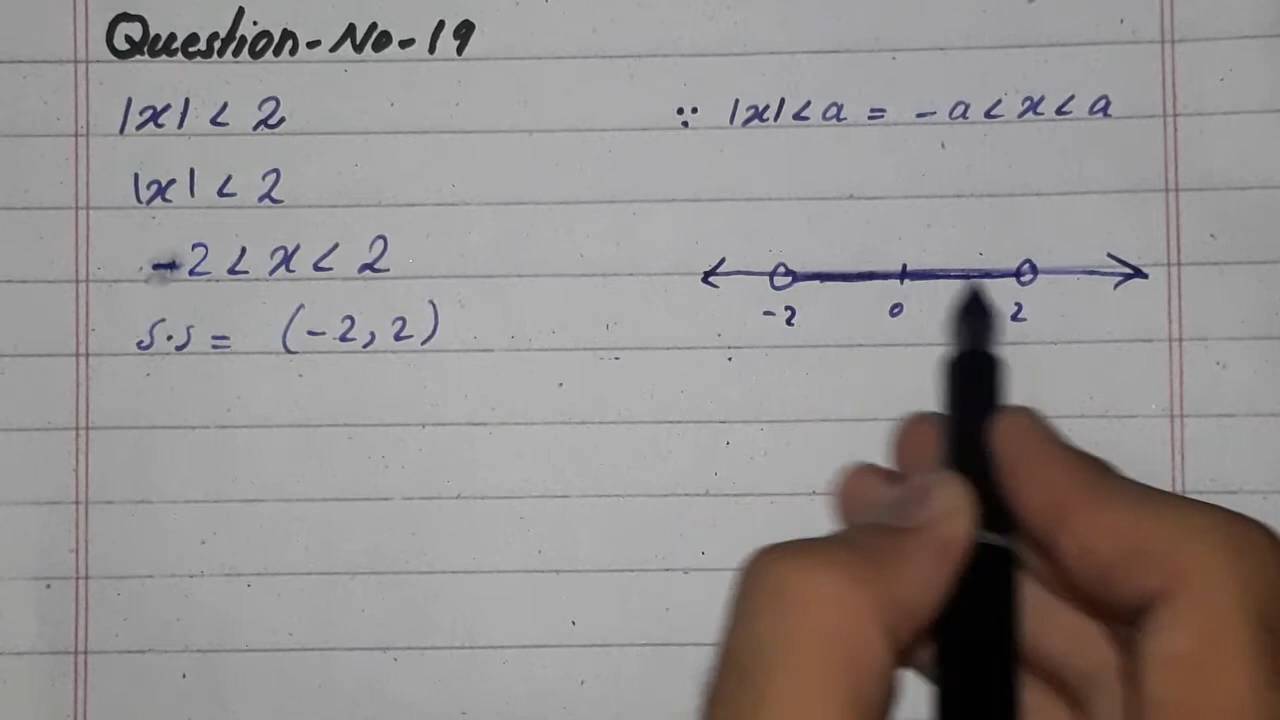 Question-No-19
|x| < 2
∵ |x| < a = -a < x < a
|x| < 2
-2 < x < 2
S.S = (-2, 2)
-2 0 2